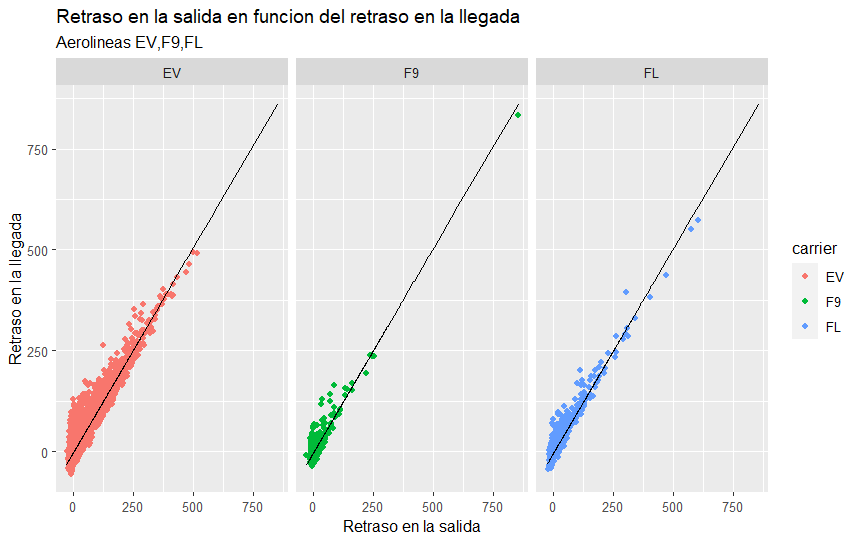 Retraso en la salida en funcion del retraso en la llegada
Aerolineas EV,F9,FL
EV F9 FL
750
500
250
0
Retraso en la llegada
0 250 500 750 0 250 500 750 0 250 500 750
Retraso en la salida
carrier
EV
F9
FL